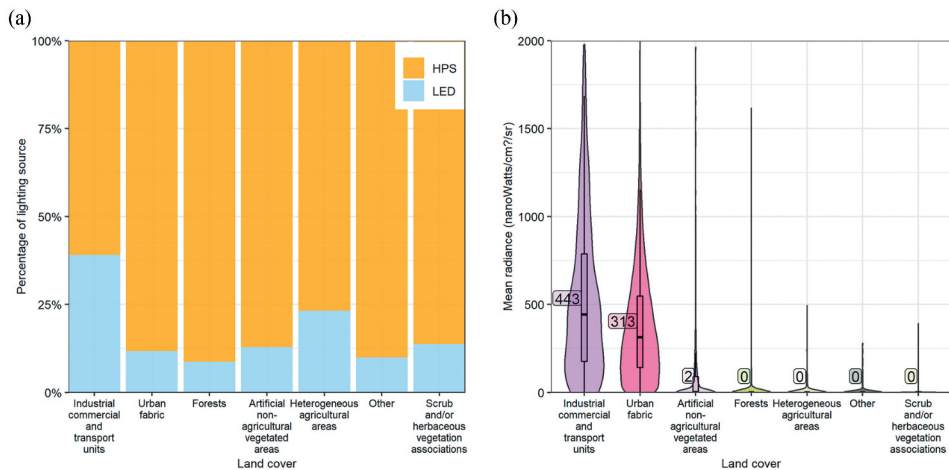 (a)
100%
75%
50%
25%
0%
Percentage of lighting source
HPS
LED
Industrial
commercial
and
transport
units
Urban
fabric
Forests
Artificial
non-
agricultural
vegetated
areas
Heterogeneous
agricultural
areas
Other
Scrub
and/or
herbaceous
vegetation
associations
Land cover
(b)
2000
1500
1000
500
0
Mean radiance (nanoWatts/cm?/sr)
443
313
2
0
0
0
0
Industrial
commercial
and
transport
units
Urban
fabric
Artificial
non-
agricultural
vegetated
areas
Forests
Heterogeneous
agricultural
areas
Other
Scrub
and/or
herbaceous
vegetation
associations
Land cover